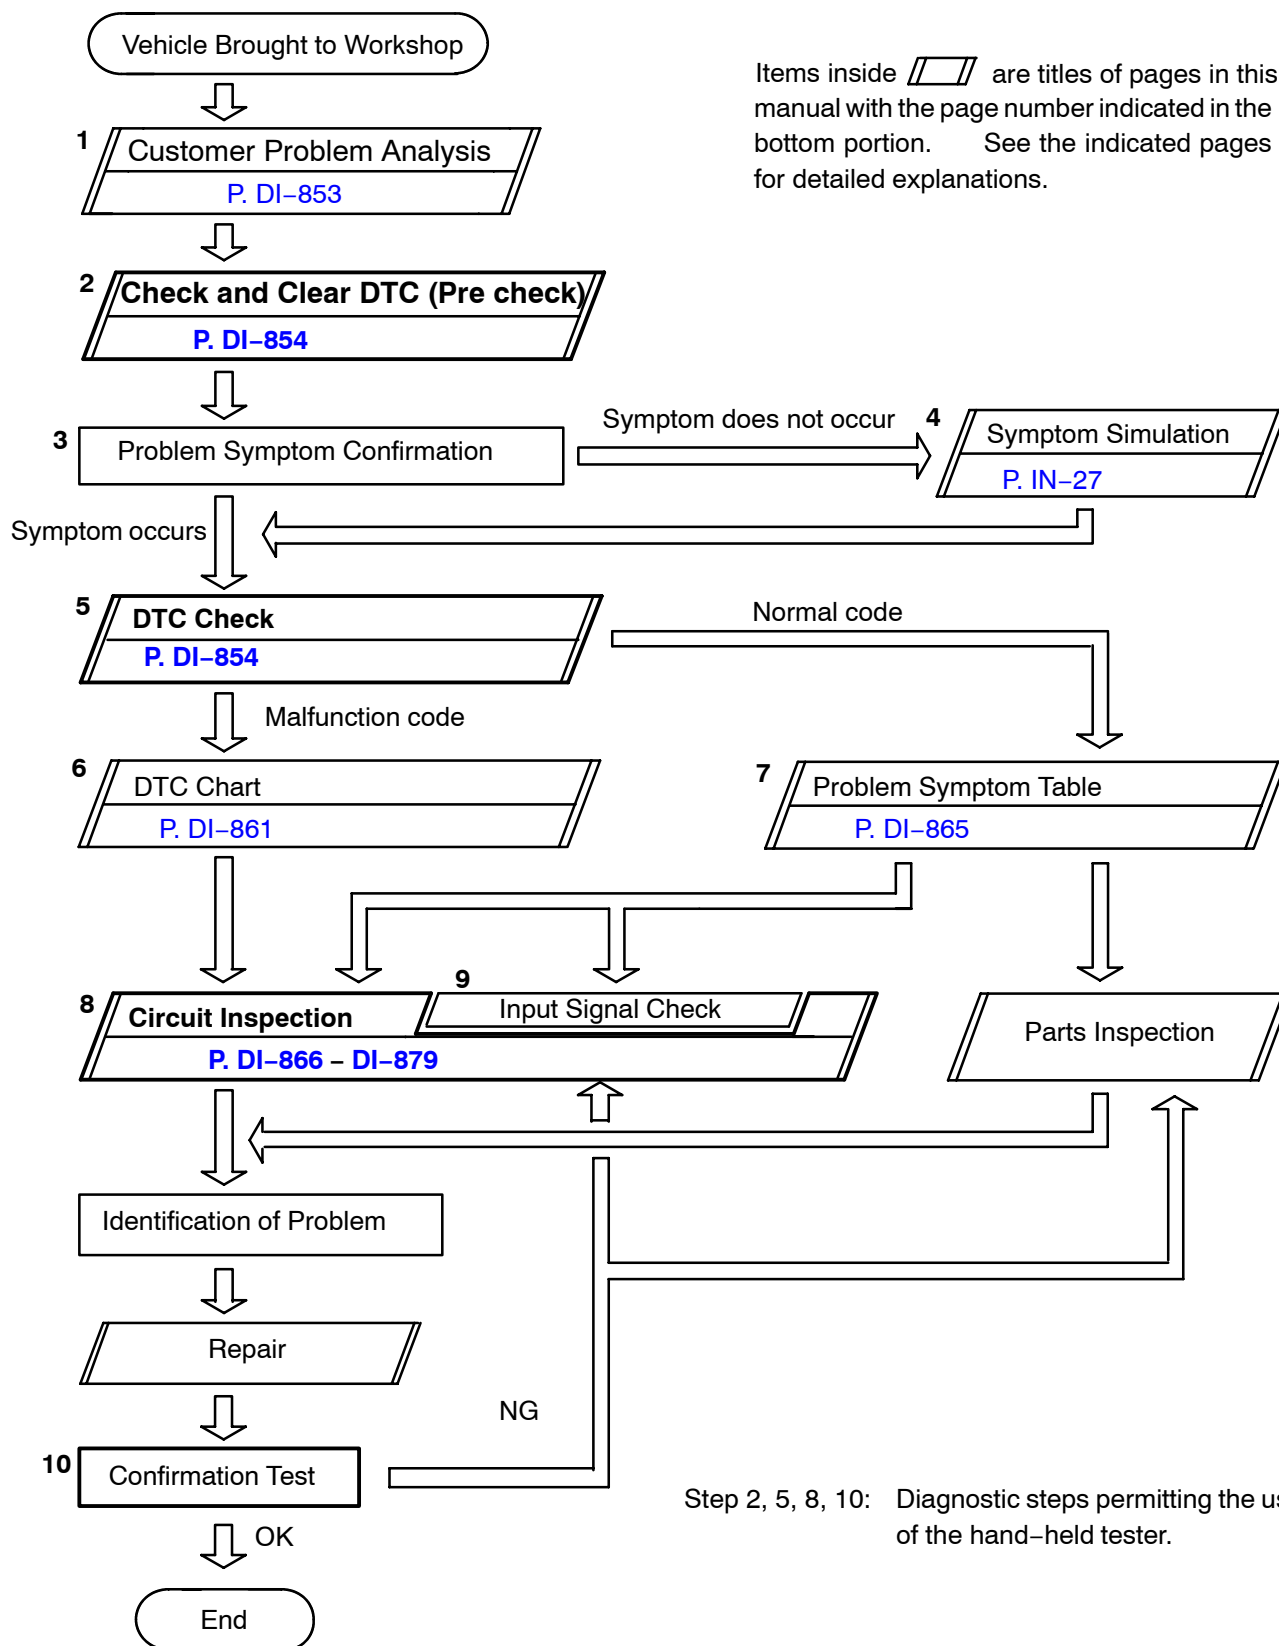 Vehicle Brought to Workshop
Items inside are titles of pages in this
manual with the page number indicated in the
bottom portion. See the indicated pages
for detailed explanations.
1
Customer Problem Analysis
P. DI–853
2
Check and Clear DTC (Pre check)
P. DI–854
3
Problem Symptom Confirmation
Symptom does not occur
4
Symptom Simulation
P. IN–27
Symptom occurs
5
DTC Check
P. DI–854
Normal code
Malfunction code
6
DTC Chart
P. DI–861
7
Problem Symptom Table
P. DI–865
8
Circuit Inspection
P. DI–866 – DI–879
9
Input Signal Check
Parts Inspection
Identification of Problem
Repair
NG
10
Confirmation Test
Step 2, 5, 8, 10: Diagnostic steps permitting the us
of the hand–held tester.
OK
End